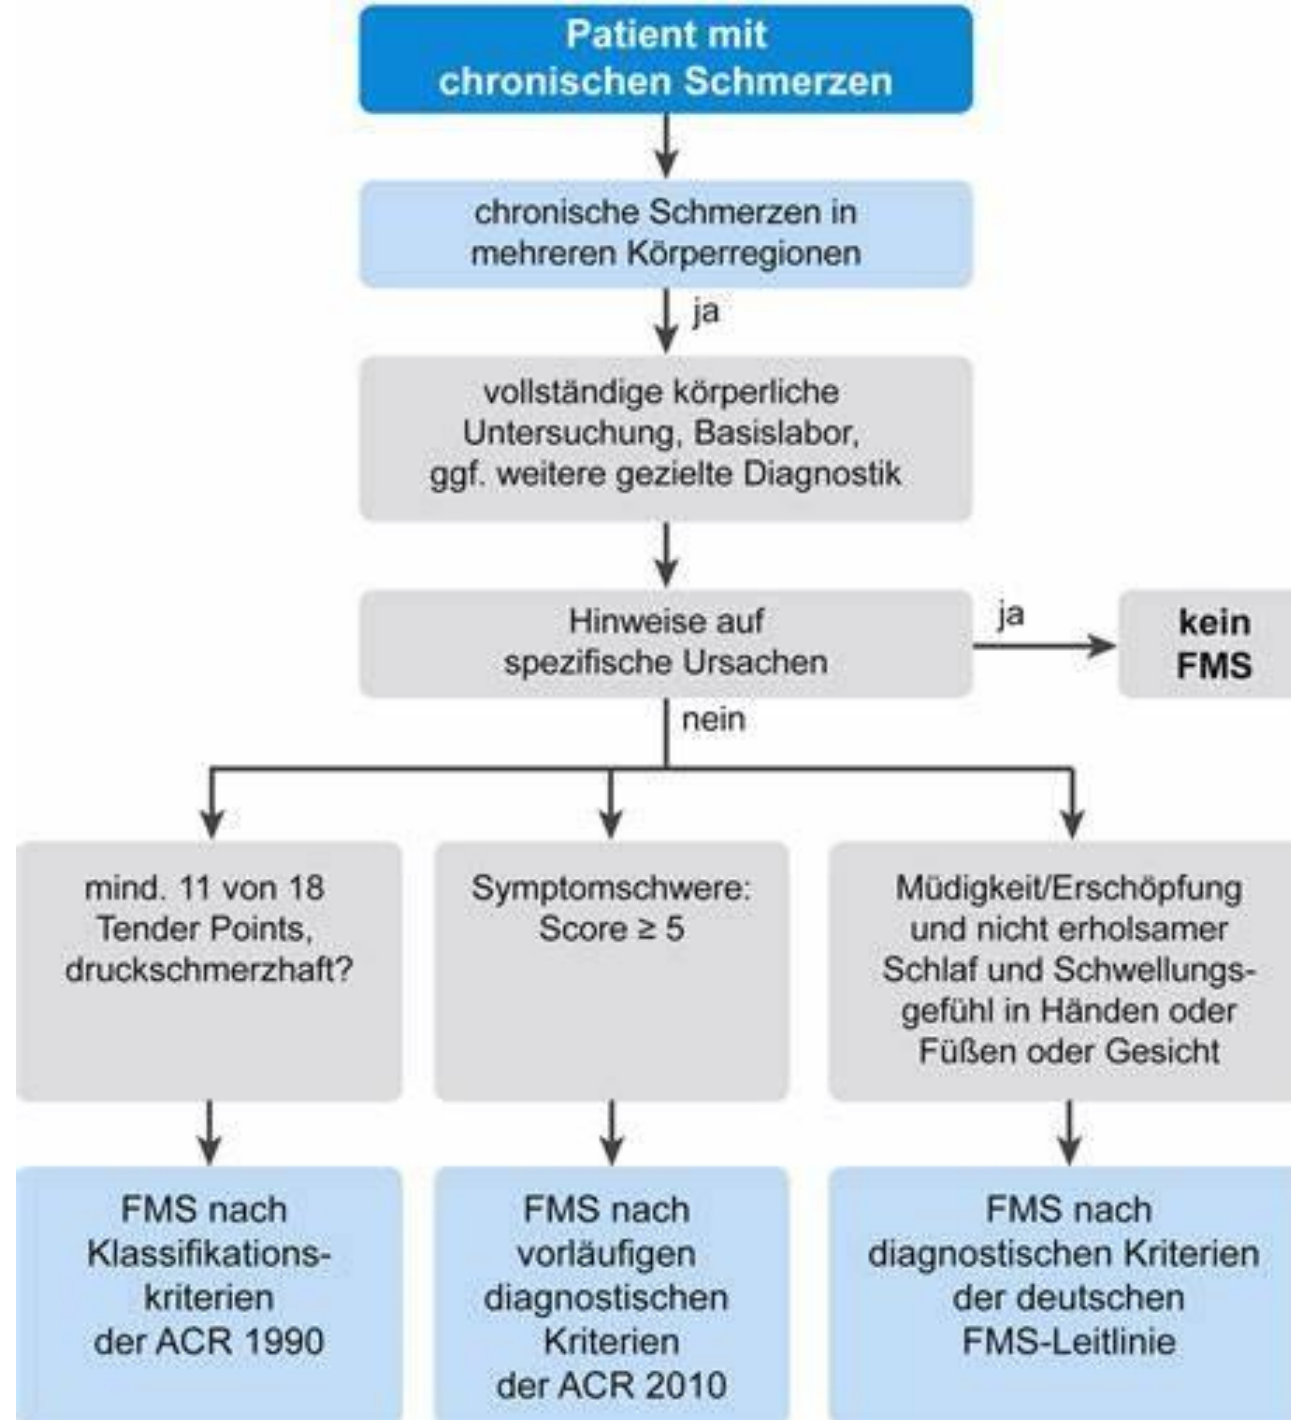 Patient mit
chronischen Schmerzen
chronische Schmerzen in
mehreren Körperregionen
ja
vollständige körperliche
Untersuchung, Basislabor,
ggf. weitere gezielte Diagnostik
Hinweise auf
spezifische Ursachen
ja
kein
FMS
nein
mind. 11 von 18
Tender Points,
druckschmerzhaft?
Symptomschwere:
Score ≥ 5
Müdigkeit/Erschöpfung
und nicht erholsamer
Schlaf und Schwellungs-
gefühl in Händen oder
Füßen oder Gesicht
FMS nach
Klassifikations-
kriterien
der ACR 1990
FMS nach
vorläufigen
diagnostischen
Kriterien
der ACR 2010
FMS nach
diagnostischen Kriterien
der deutschen
FMS-Leitlinie